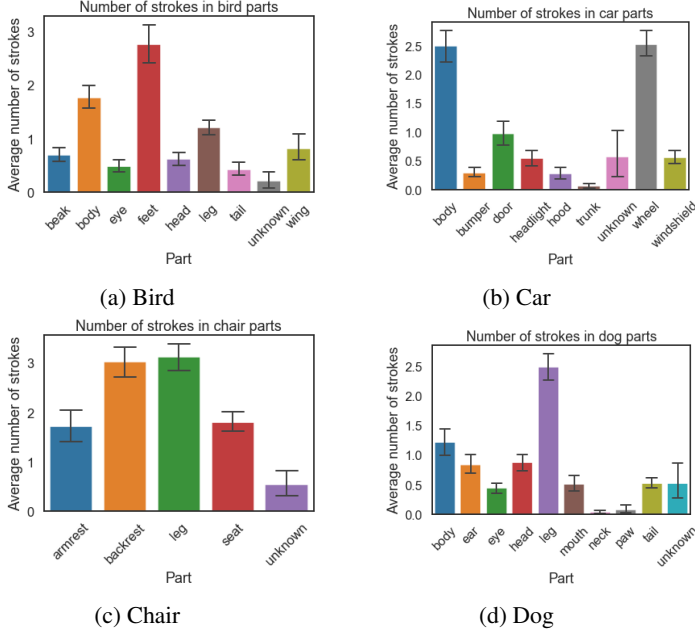 Number of strokes in bird parts
Average number of strokes
3
2
1
0
beak
body
eye
feet
head
leg
tail
unknown
wing
Part
(a) Bird
Number of strokes in car parts
Average number of strokes
2.5
2.0
1.5
1.0
0.5
0.0
body
bumper
door
headlight
hood
trunk
unknown
wheel
windshield
Part
(b) Car
Number of strokes in chair parts
Average number of strokes
3
2
1
0
armrest
backrest
leg
seat
unknown
Part
(c) Chair
Number of strokes in dog parts
Average number of strokes
2.5
2.0
1.5
1.0
0.5
0.0
body
ear
eye
head
leg
mouth
neck
paw
tail
unknown
Part
(d) Dog